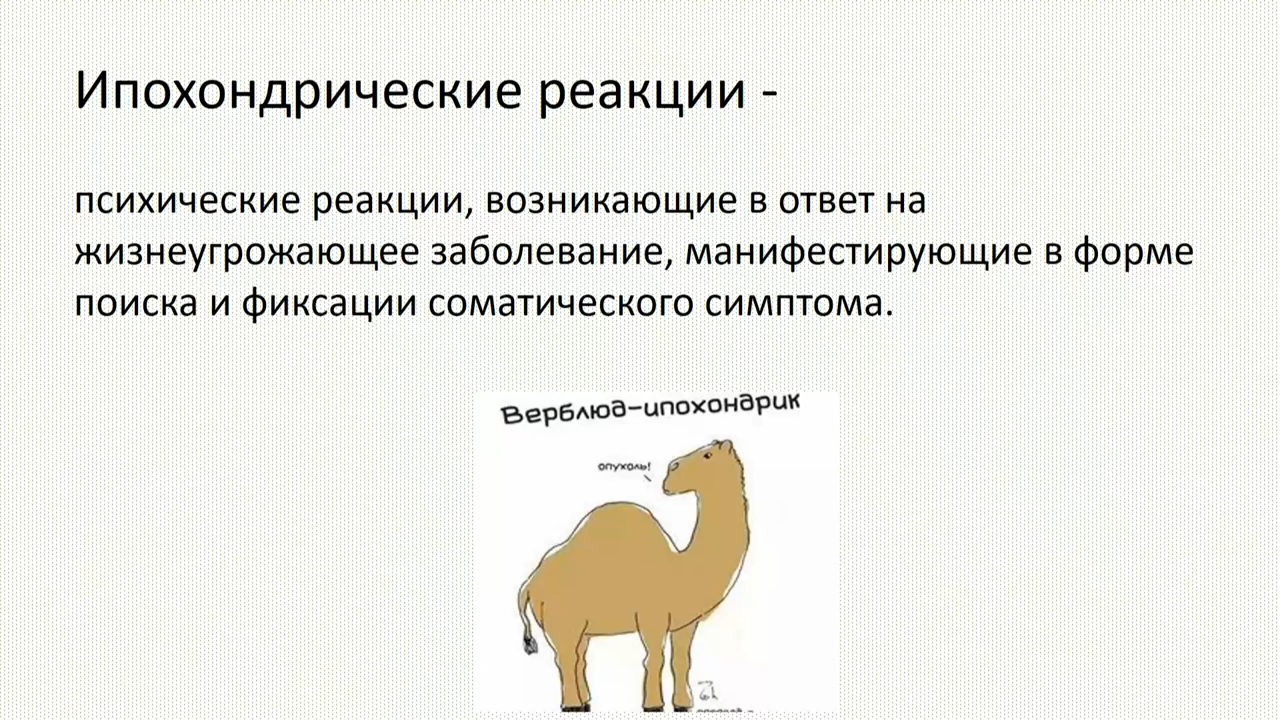 Ипохондрические реакции -
психические реакции, возникающие в ответ на
жизнеугрожающее заболевание, манифестирующие в форме
поиска и фиксации соматического симптома.
Верблюд-ипохондрик
опухоль!